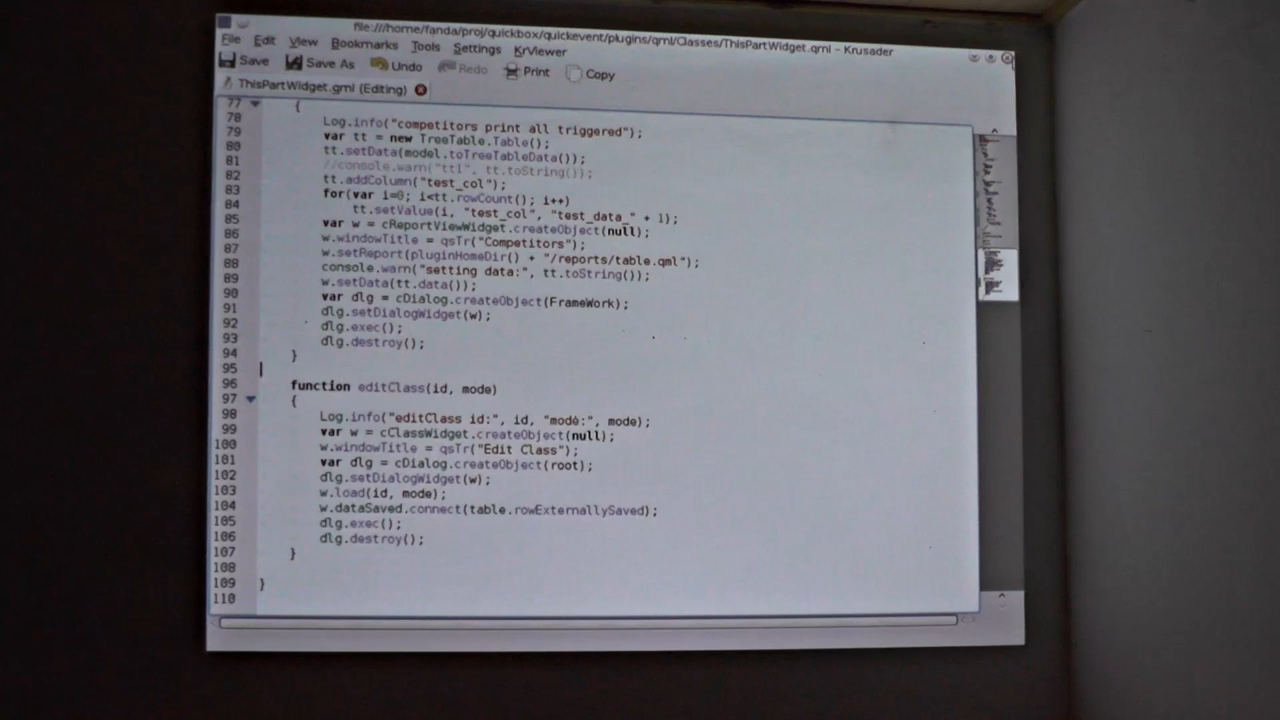 file:///home/fanda/proj/quickbox/quickevent/plugins/qml/Classes/ThisPartWidget.qml – Krusader
File Edit View Bookmarks Tools Settings KrViewer
Save Save As Undo Redo Print Copy
ThisPartWidget.qml (Editing)
77 {
78 Log.info("competitors print all triggered");
79 var tt = new TreeTable.Table();
80 tt.setData(model.toTreeTableData());
81 //console.warn("tt1", tt.toString());
82 tt.addColumn("test_col");
83 for(var i=0; i<tt.rowCount(); i++)
84 tt.setValue(i, "test_col", "test_data_" + i);
85 var w = cReportViewWidget.createObject(null);
86 w.windowTitle = qsTr("Competitors");
87 w.setReport(pluginHomeDir() + "/reports/table.qml");
88 console.warn("setting data:", tt.toString());
89 w.setData(tt.data());
90 var dlg = cDialog.createObject(FrameWork);
91 dlg.setDialogWidget(w);
92 dlg.exec();
93 dlg.destroy();
94 }
95
96 function editClass(id, mode)
97 {
98 Log.info("editClass id:", id, "mode:", mode);
99 var w = cClassWidget.createObject(null);
100 w.windowTitle = qsTr("Edit Class");
101 var dlg = cDialog.createObject(root);
102 dlg.setDialogWidget(w);
103 w.load(id, mode);
104 w.dataSaved.connect(table.rowExternallySaved);
105 dlg.exec();
106 dlg.destroy();
107 }
108
109 }
110